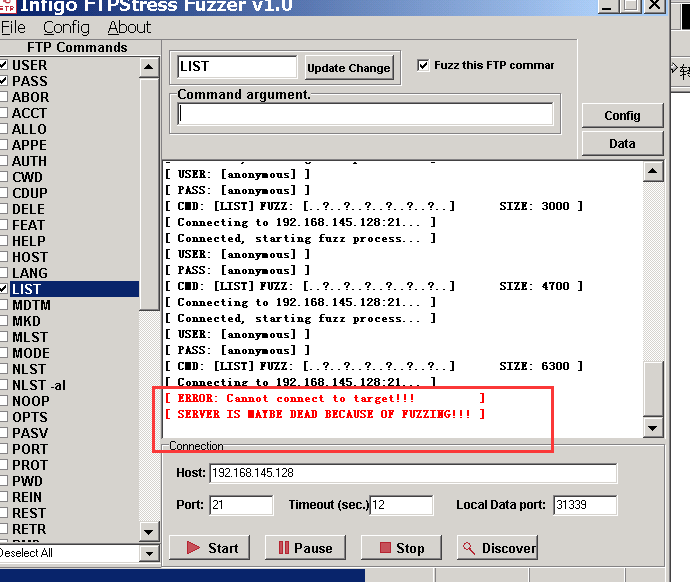 Infigo FTPStress Fuzzer v1.0
File Config About
FTP Commands
USER
PASS
ABOR
ACCT
ALLO
APPE
AUTH
CWD
CDUP
DELE
FEAT
HELP
HOST
LANG
LIST
MDTM
MKD
MLST
MODE
NLST
NLST -al
NOOP
OPTS
PASV
PORT
PROT
PWD
REIN
REST
RETR
Deselect All
LIST
Update Change
Fuzz this FTP commar
Command argument.
Config
Data
[ USER: [anonymous] ]
[ PASS: [anonymous] ]
[ CMD: [LIST] FUZZ: [..?..?..?..?..?..?..] SIZE: 3000 ]
[ Connecting to 192.168.145.128:21... ]
[ Connected, starting fuzz process... ]
[ USER: [anonymous] ]
[ PASS: [anonymous] ]
[ CMD: [LIST] FUZZ: [..?..?..?..?..?..?..] SIZE: 4700 ]
[ Connecting to 192.168.145.128:21... ]
[ Connected, starting fuzz process... ]
[ USER: [anonymous] ]
[ PASS: [anonymous] ]
[ CMD: [LIST] FUZZ: [..?..?..?..?..?..?..] SIZE: 6300 ]
[ Connecting to 192.168.145.128:21... ]
[ ERROR: Cannot connect to target!!! ]
[ SERVER IS MAYBE DEAD BECAUSE OF FUZZING!!! ]
Connection
Host: 192.168.145.128
Port: 21 Timeout (sec.) 12 Local Data port: 31339
Start Pause Stop Discover
转